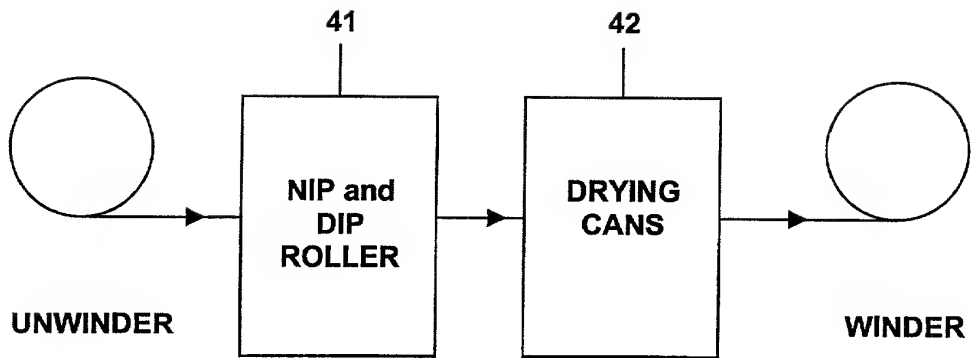 41
42
NIP and
DIP
ROLLER
DRYING
CANS
UNWINDER
WINDER